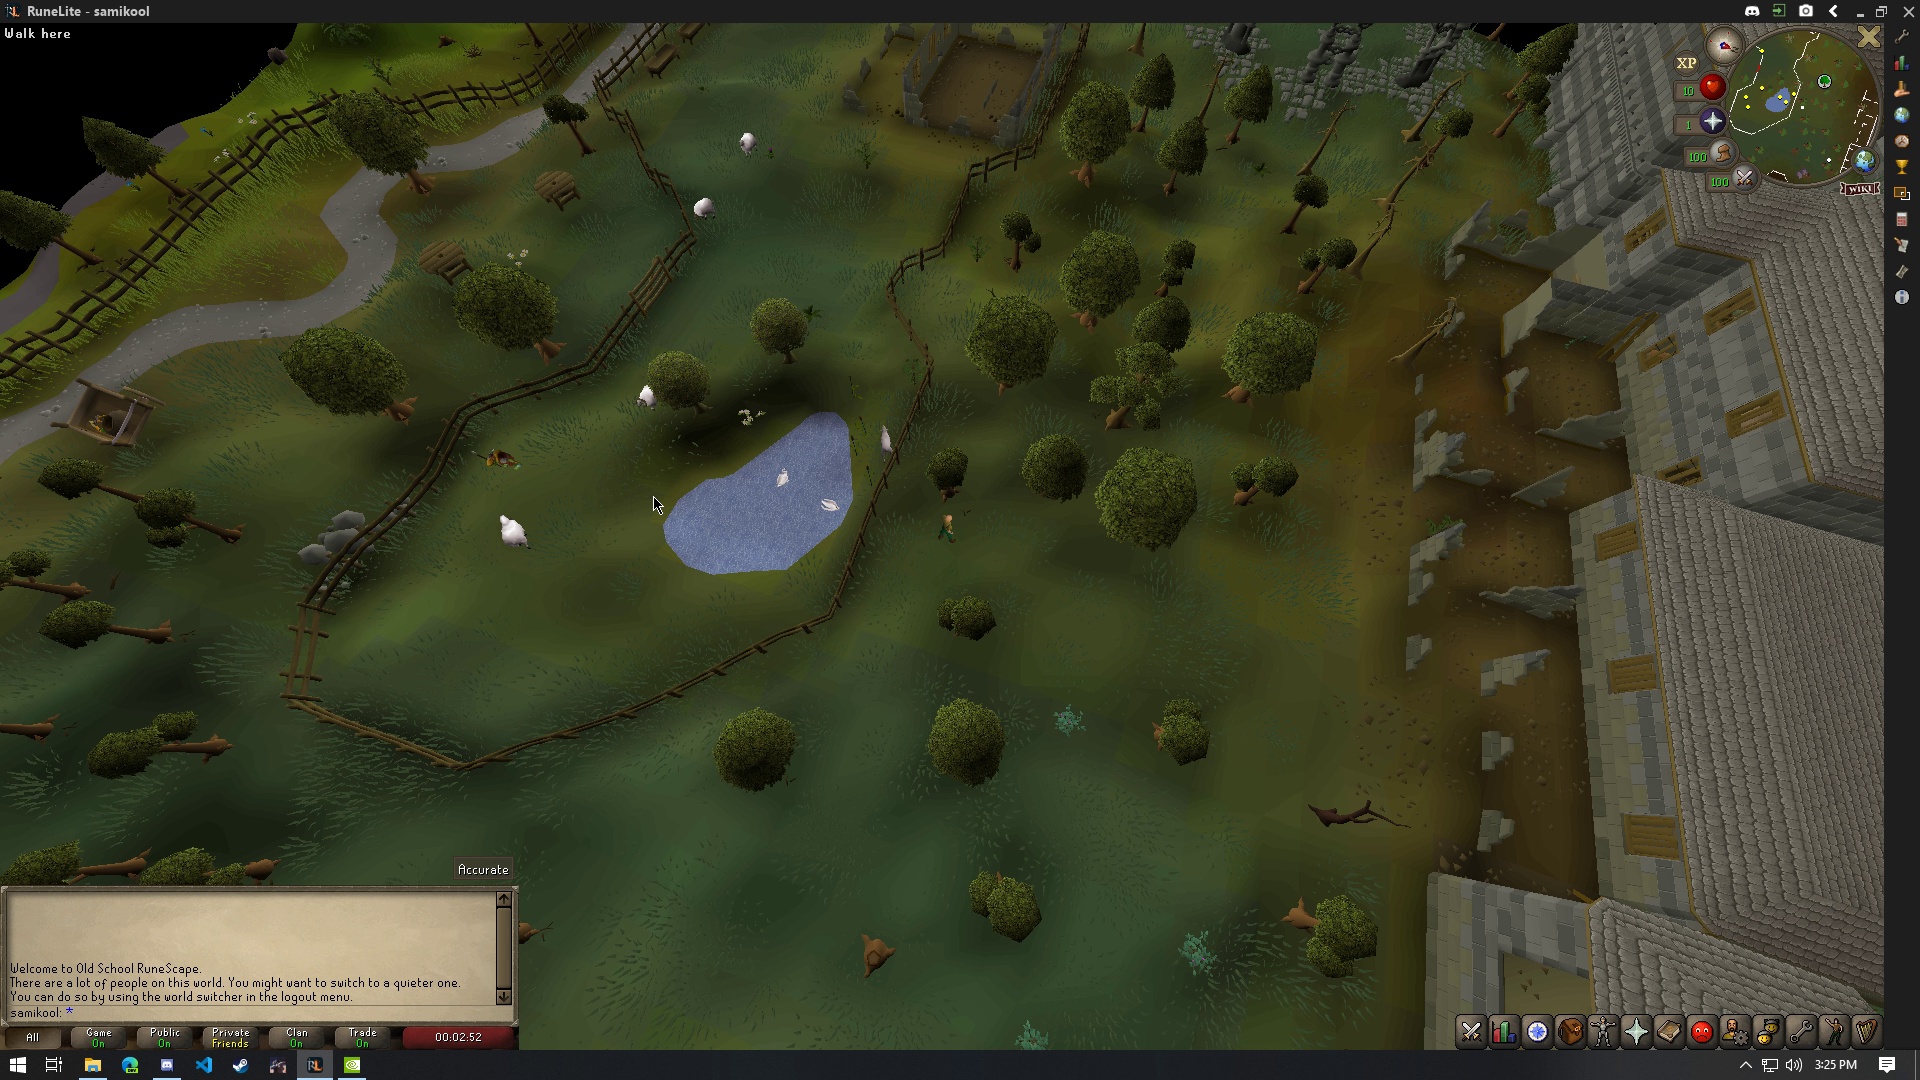 RuneLite - samikool
Walk here
XP
10
1
100
100
WIKI
Accurate
Welcome to Old School RuneScape.
There are a lot of people on this world. You might want to switch to a quieter one.
You can do so by using the world switcher in the logout menu.
samikool: *
All
Game
On
Public
On
Private
Friends
Clan
On
Trade
On
00:02:52
3:25 PM